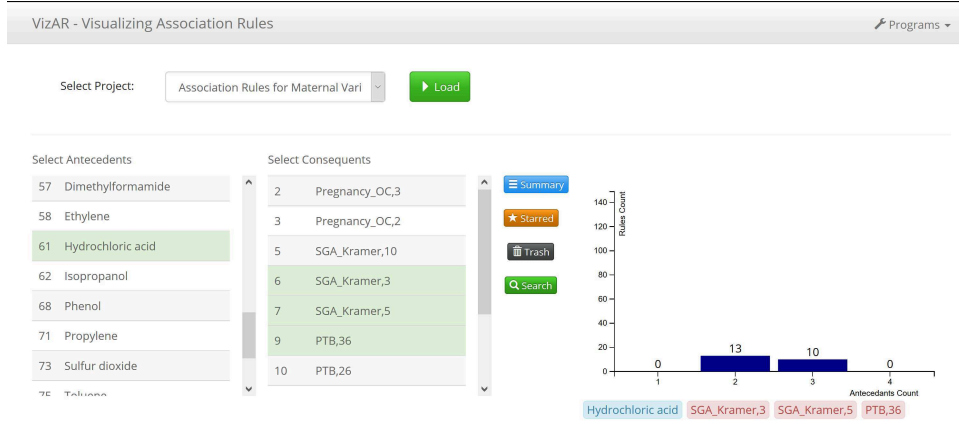 VizAR - Visualizing Association Rules
Programs
Select Project:
Association Rules for Maternal Vari
Load
Select Antecedents
57 Dimethylformamide
58 Ethylene
61 Hydrochloric acid
62 Isopropanol
68 Phenol
71 Propylene
73 Sulfur dioxide
75 Toluene
Select Consequents
2 Pregnancy_OC,3
3 Pregnancy_OC,2
5 SGA_Kramer,10
6 SGA_Kramer,3
7 SGA_Kramer,5
9 PTB,36
10 PTB,26
Summary
Starred
Trash
Search
Rules Count
140
120
100
80
60
40
20
0
0 13 10 0
1 2 3 4
Antecedants Count
Hydrochloric acid SGA_Kramer,3 SGA_Kramer,5 PTB,36